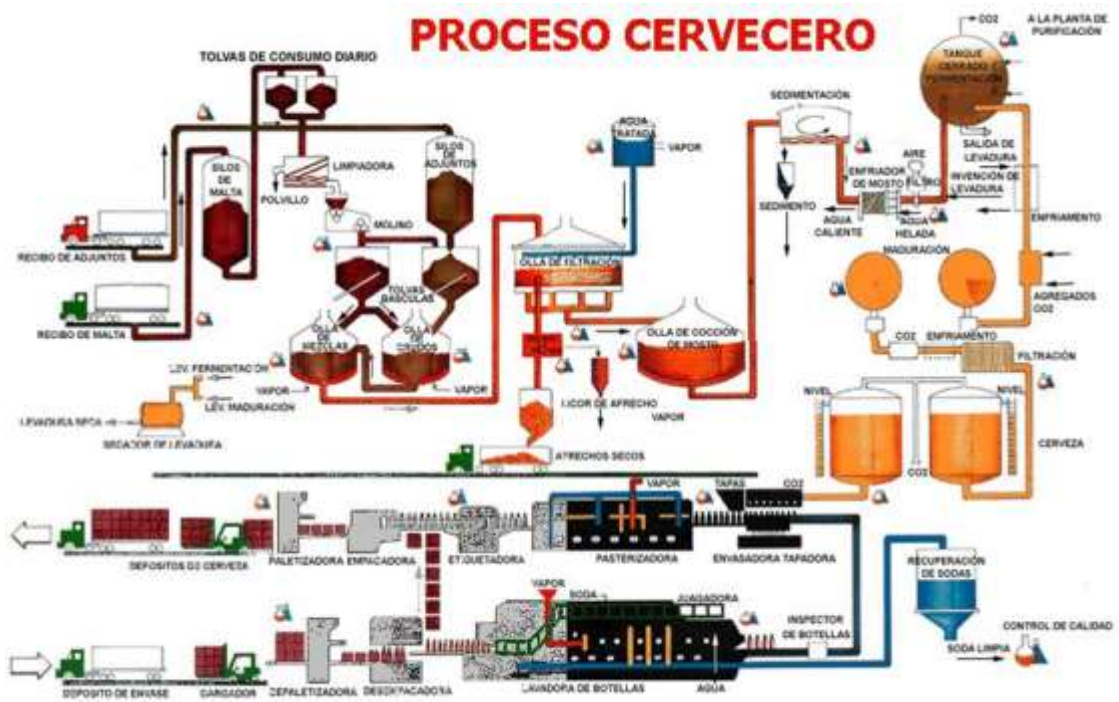 PROCESO CERVECERO
CO2
A LA PLANTA DE
PURIFICACIÓN
TANQUE
CERRADO
FERMENTACIÓN
TOLVAS DE CONSUMO DIARIO
SEDIMENTACIÓN
AGUA
TRATADA
VAPOR
SILOS
DE
ADJUNTOS
SILOS
DE
MALTA
LIMPIADORA
POLVILLO
MOLINO
SALIDA DE
LEVADURA
AIRE
FILTRO
ENFRIADOR
DE MOSTO
INVENCIÓN DE
LEVADURA
SEDIMENTO
AGUA
CALIENTE
AGUA
HELADA
ENFRIAMENTO
RECIBO DE ADJUNTOS
OLLA DE FILTRACIÓN
MADURACIÓN
TOLVAS
BASCULAS
AGREGADOS
CO2
RECIBO DE MALTA
OLLA
DE
MEZCLAS
OLLA
DE
CRUDOS
OLLA DE COCCIÓN
DE MOSTO
CO2
ENFRIAMENTO
FILTRACIÓN
LEV. FERMENTACIÓN
VAPOR
VAPOR
LEV. MADURACIÓN
LICOR DE AFRECHO
VAPOR
NIVEL
NIVEL
LEVADURA SECA
SECADOR DE LEVADURA
AFRECHOS SECOS
CERVEZA
CO2
VAPOR
TAPAS
CO2
DEPOSITOS DE CERVEZA
PALETIZADORA
EMPACADORA
ETIQUETADORA
PASTERIZADORA
ENVASADORA TAPADORA
RECUPERACIÓN
DE SODAS
VAPOR
SODA
JUAGADORA
INSPECTOR
DE BOTELLAS
CONTROL DE CALIDAD
SODA LIMPIA
DEPOSITO DE ENVASE
CARGADOR
DEPALETIZADORA
DESDEPACADORA
LAVADORA DE BOTELLAS
AGUA